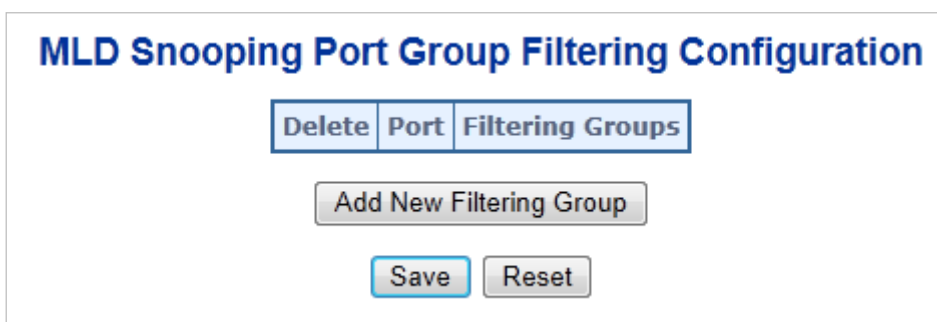 MLD Snooping Port Group Filtering Configuration
Delete Port Filtering Groups
Add New Filtering Group
Save Reset